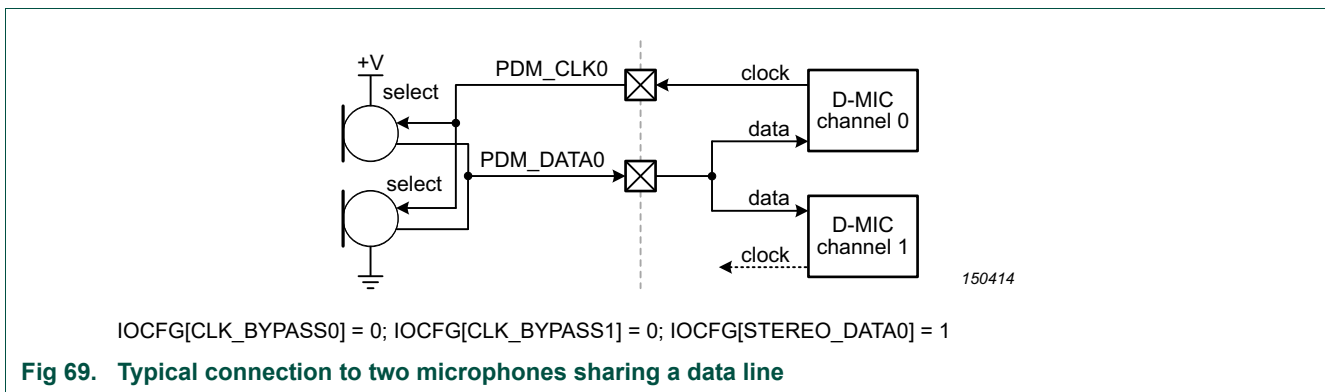 +V
select
PDM_CLK0
clock
D-MIC
channel 0
data
PDM_DATA0
select
data
D-MIC
channel 1
clock
150414
IOCFG[CLK_BYPASS0] = 0; IOCFG[CLK_BYPASS1] = 0; IOCFG[STEREO_DATA0] = 1
Fig 69. Typical connection to two microphones sharing a data line